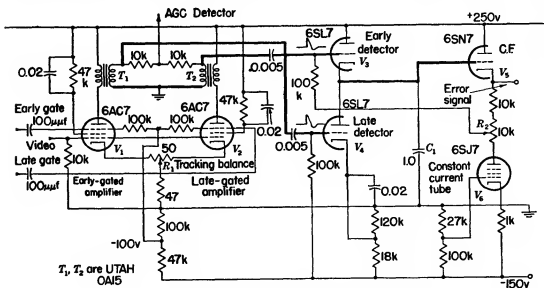 AGC Detector
+250v
6SL7
Early detector
V3
6SN7
C.F
V5
Error signal
0.02
47 k
T1
10k
10k
T2
0.005
100 k
6SL7
Late detector
V4
Early gate
100μμf
6AC7
100k
100k
6AC7
47k
0.02
0.005
10k
R2
10k
Video
Late gate
10k
100μμf
V1
50
R1
Tracking balance
V2
100k
C1
1.0
6SJ7
Constant current tube
V6
Early-gated amplifier
47
Late-gated amplifier
0.02
100k
120k
27k
1k
-100v
47k
18k
100k
-150v
T1, T2 are UTAH OA15